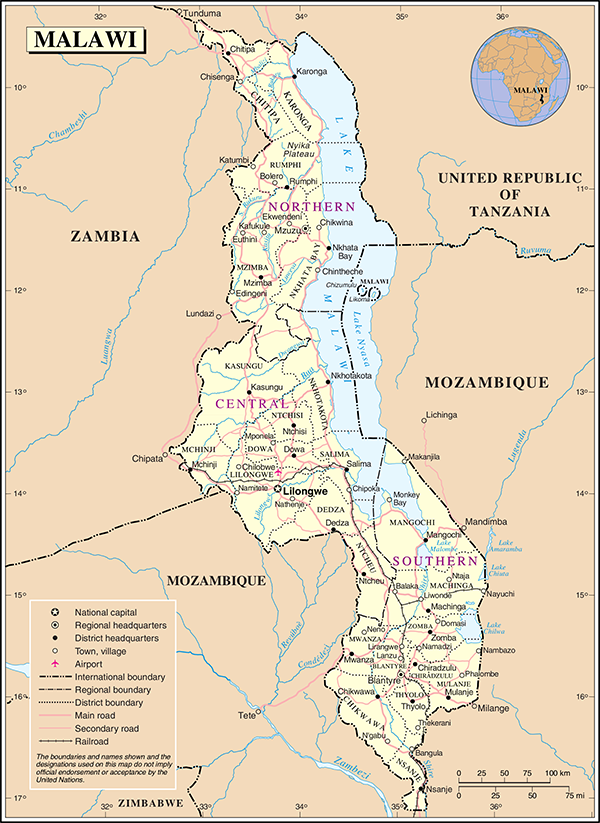 MALAWI
32°
34°
35°
Tunduma
Chitipa
Chisenga
Karonga
CHITIPA
KARONGA
10°
Chambeshi
Nyika
Plateau
Katumbi
RUMPHI
Bolero
Rumphi
11°
LAKE
MALAWI
UNITED REPUBLIC
OF
TANZANIA
NORTHERN
Ekwendeni
Kafukule
Mzuzu
Chikwina
Euthini
ZAMBIA
Nkhata
Bay
NKHATA BAY
MZIMBA
Mzimba
Chintheche
Edingeni
Ruvuma
12°
MALAWI
Chizumulu
Likoma
Lundazi
Luangwa
MALAWI
Lake Nyasa
KASUNGU
Bua
Nkhotakota
NKHOTAKOTA
Kasungu
MOZAMBIQUE
13°
CENTRAL
NTCHISI
Ntchisi
Lichinga
Mponela
DOWA
Dowa
MCHINJI
Chipata
Mchinji
Chilobwe
SALIMA
Salima
LILONGWE
Makanjila
Lugenda
14°
Namitete
Lilongwe
Chipoka
Monkey
Bay
Nathenje
DEDZA
Dedza
MANGOCHI
Mandimba
Mangochi
Lake
Malombe
Lake
Amaramba
NTCHEU
SOUTHERN
Lake
Chiuta
MOZAMBIQUE
Ntcheu
Ntaja
Balaka
MACHINGA
Nayuchi
15°
Shire
Liwonde
Machinga
Domasi
Lake
Chilwa
Revúboè
Condedezi
Neno
ZOMBA
Zomba
MWANZA
Lirangwe
Namadzi
Nambazo
Mwanza
Lanzu
Chiradzulu
BLANTYRE
CHIRADZULU
Phalombe
Blantyre
MULANJE
THYOLO
Mulanje
Chikwawa
Thyolo
Milange
16°
Tete
CHIKWAWA
Thekerani
N'gabu
Bangula
Zambezi
NSANJE
Shire
Nsanje
17°
ZIMBABWE
National capital
Regional headquarters
District headquarters
Town, village
Airport
International boundary
Regional boundary
District boundary
Main road
Secondary road
Railroad
The boundaries and names shown and the
designations used on this map do not imply
official endorsement or acceptance by the
United Nations.
0
50
100 km
0
25
50
75 mi
33°
34°
35°